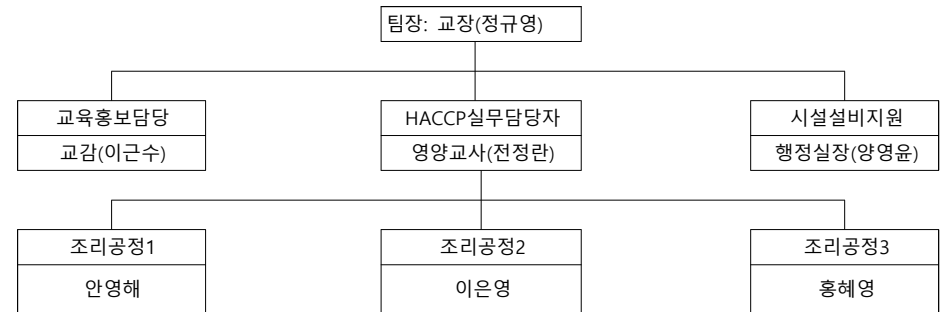 팀장: 교장(정규영)
교육홍보담당
HACCP실무담당자
시설설비지원
교감(이근수)
영양교사(전정란)
행정실장(양영윤)
조리공정1
조리공정2
조리공정3
안영해
이은영
홍혜영